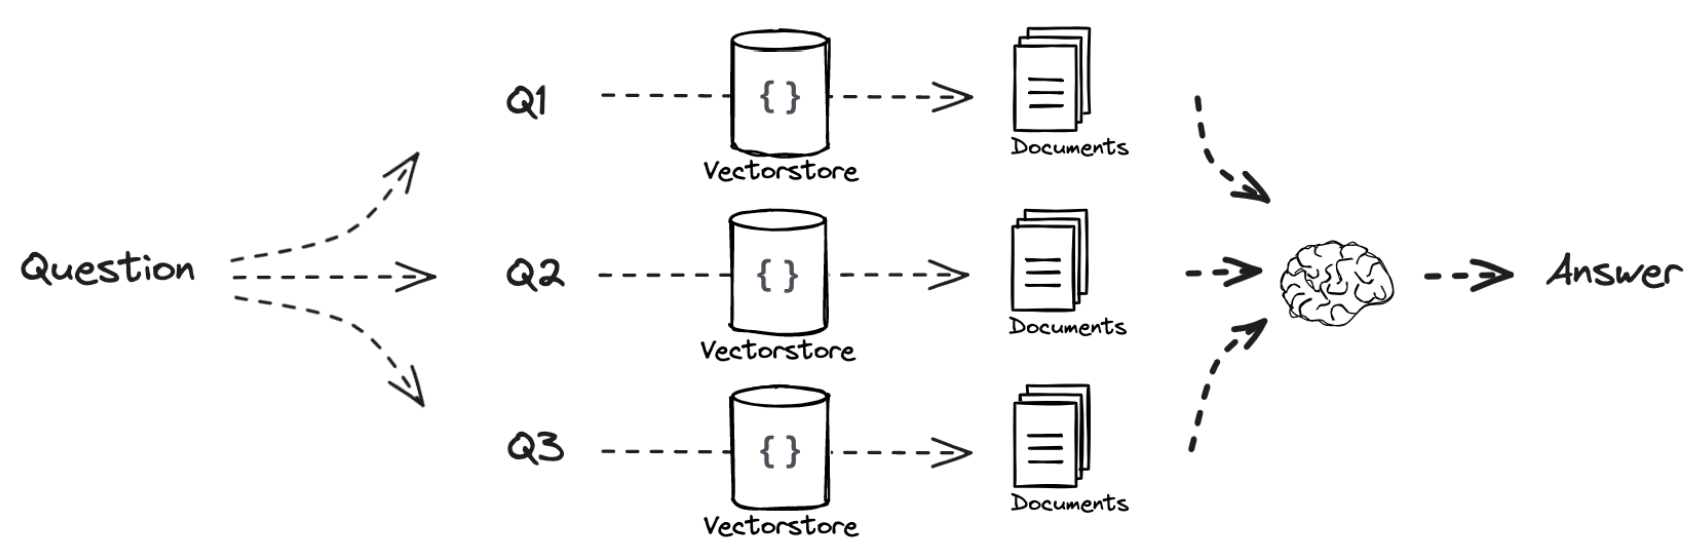 Q1
{ }
Documents
Vectorstore
Question
Q2
{ }
Documents
Vectorstore
Answer
Q3
{ }
Documents
Vectorstore